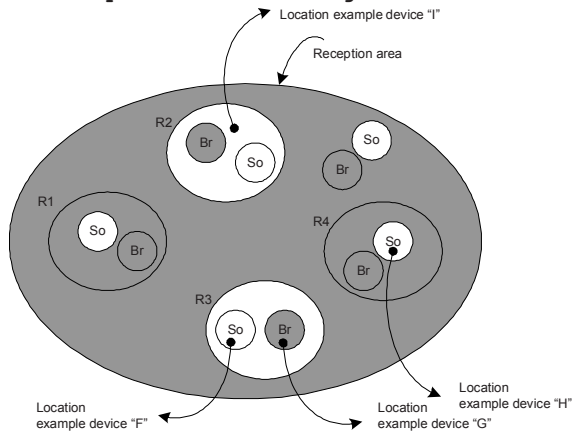 Location
example device “I”
Reception area
R2
Br
So
So
Br
R1
So
Br
R4
So
Br
R3
So
Br
Location
example device “F”
Location
example device “G”
Location
example device “H”